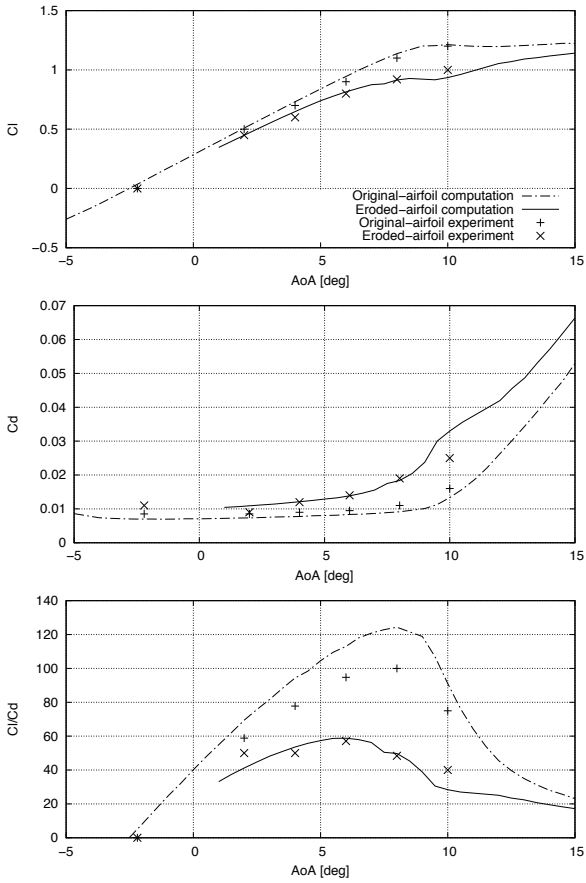 1.5
1
0.5
0
−0.5
Cl
Original−airfoil computation
Eroded−airfoil computation
Original−airfoil experiment
Eroded−airfoil experiment
−5 0 5 10 15
AoA [deg]
0.07
0.06
0.05
0.04
0.03
0.02
0.01
0
Cd
−5 0 5 10 15
AoA [deg]
140
120
100
80
60
40
20
0
Cl/Cd
−5 0 5 10 15
AoA [deg]